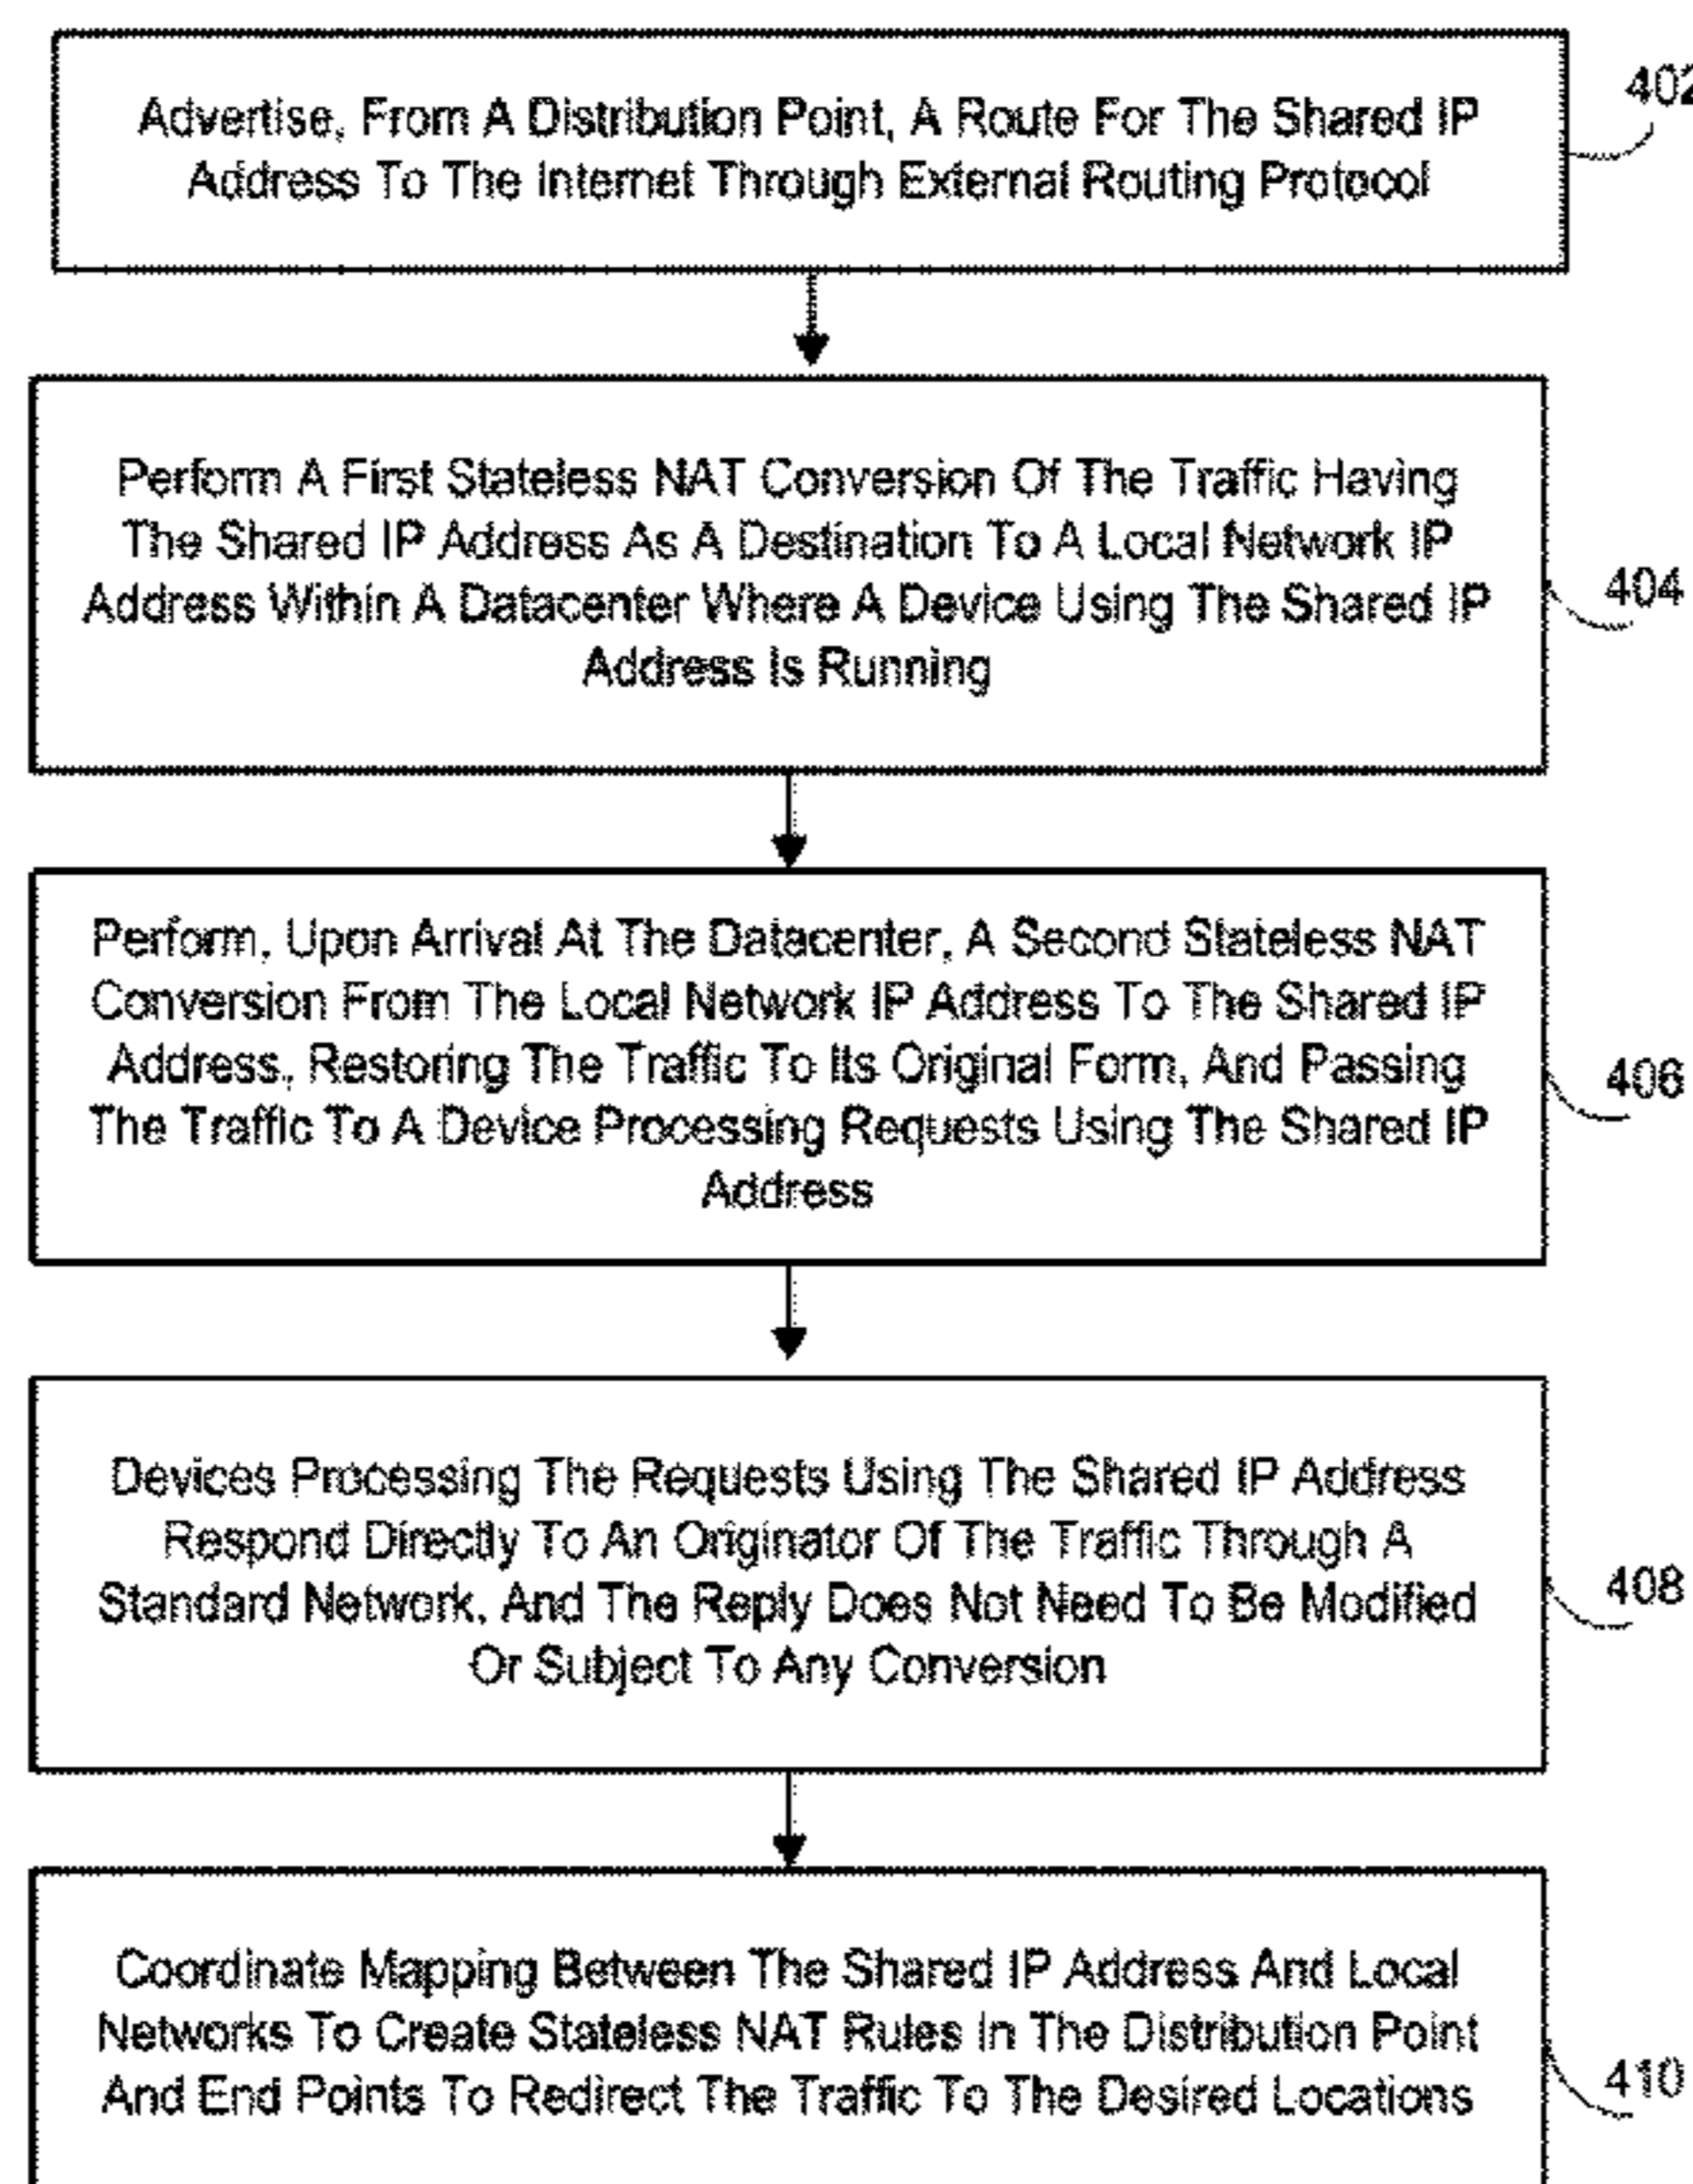 Advertise, From A Distribution Point, A Route For The Shared IP
Address To The Internet Through External Routing Protocol
402
Perform A First Stateless NAT Conversion Of The Traffic Having
The Shared IP Address As A Destination To A Local Network IP
Address Within A Datacenter Where A Device Using The Shared IP
Address Is Running
404
Perform, Upon Arrival At The Datacenter, A Second Stateless NAT
Conversion From The Local Network IP Address To The Shared IP
Address, Restoring The Traffic To Its Original Form, And Passing
The Traffic To A Device Processing Requests Using The Shared IP
Address
406
Devices Processing The Requests Using The Shared IP Address
Respond Directly To An Originator Of The Traffic Through A
Standard Network, And The Reply Does Not Need To Be Modified
Or Subject To Any Conversion
408
Coordinate Mapping Between The Shared IP Address And Local
Networks To Create Stateless NAT Rules In The Distribution Point
And End Points To Redirect The Traffic To The Desired Locations
410